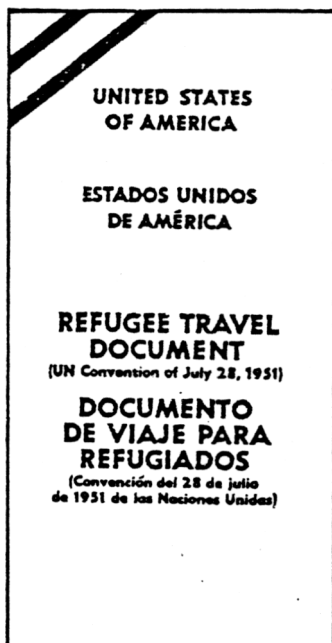 UNITED STATES
OF AMERICA
ESTADOS UNIDOS
DE AMÉRICA
REFUGEE TRAVEL
DOCUMENT
(UN Convention of July 28, 1951)
DOCUMENTO
DE VIAJE PARA
REFUGIADOS
(Convención del 28 de julio
de 1951 de las Naciones Unidas)